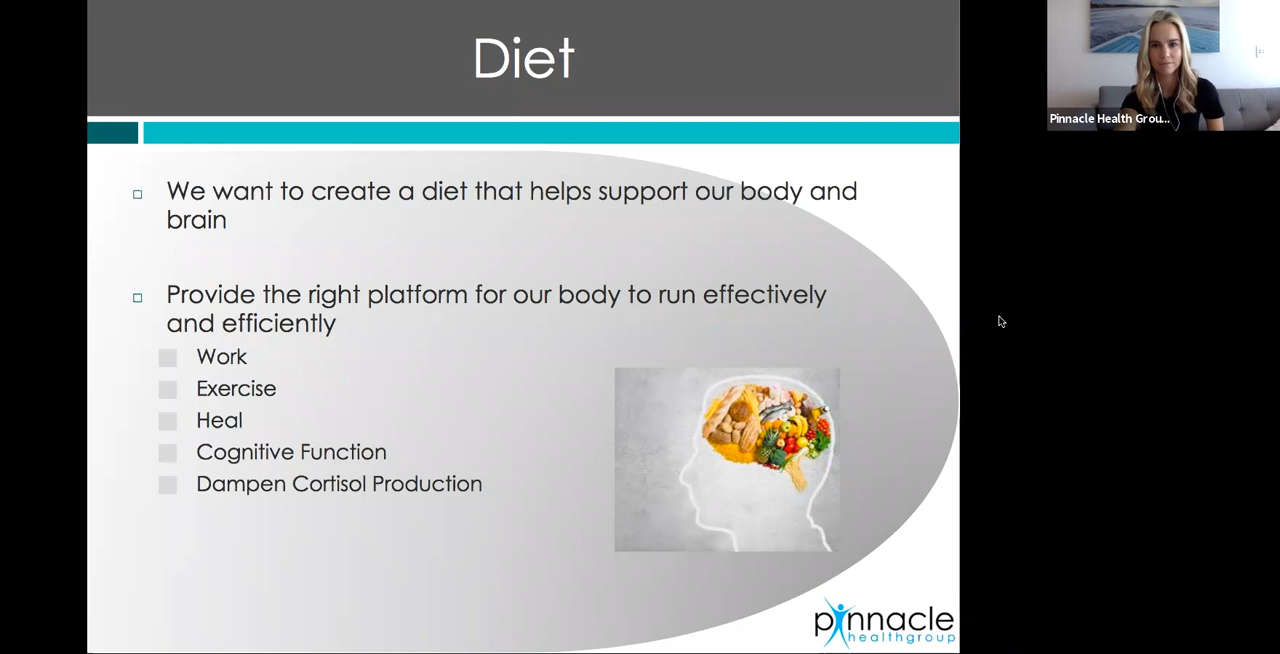 Diet
We want to create a diet that helps support our body and
brain
Provide the right platform for our body to run effectively
and efficiently
Work
Exercise
Heal
Cognitive Function
Dampen Cortisol Production
pinnacle
healthgroup
Pinnacle Health Grou...